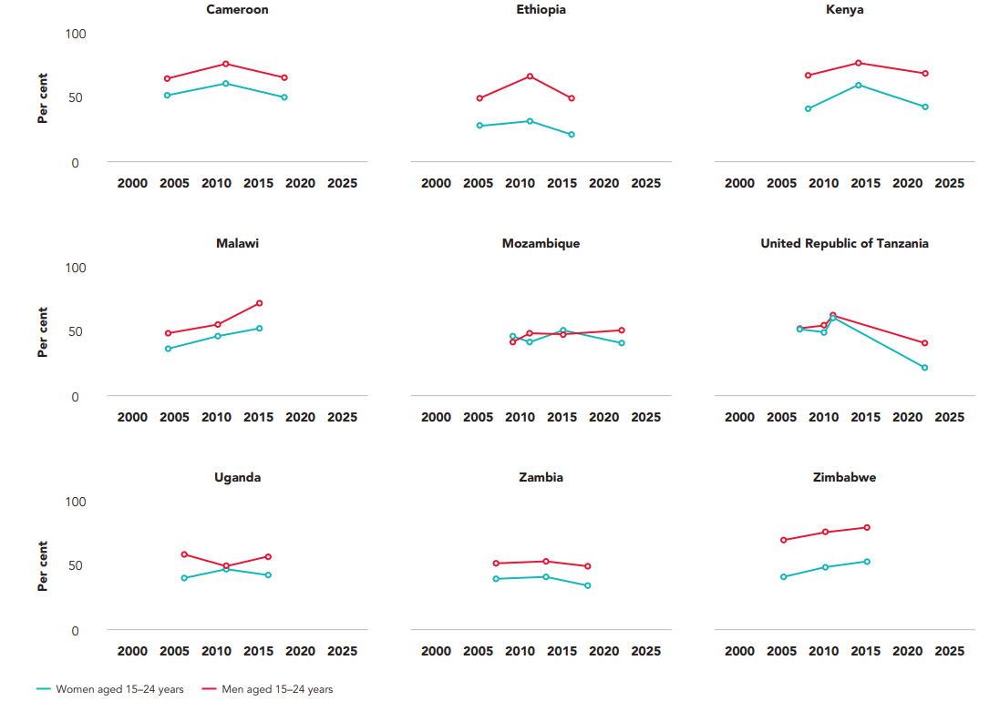 Cameroon Ethiopia Kenya
100
50
0
Per cent
2000 2005 2010 2015 2020 2025 2000 2005 2010 2015 2020 2025 2000 2005 2010 2015 2020 2025
Malawi Mozambique United Republic of Tanzania
100
50
0
Per cent
2000 2005 2010 2015 2020 2025 2000 2005 2010 2015 2020 2025 2000 2005 2010 2015 2020 2025
Uganda Zambia Zimbabwe
100
50
0
Per cent
2000 2005 2010 2015 2020 2025 2000 2005 2010 2015 2020 2025 2000 2005 2010 2015 2020 2025
Women aged 15–24 years Men aged 15–24 years